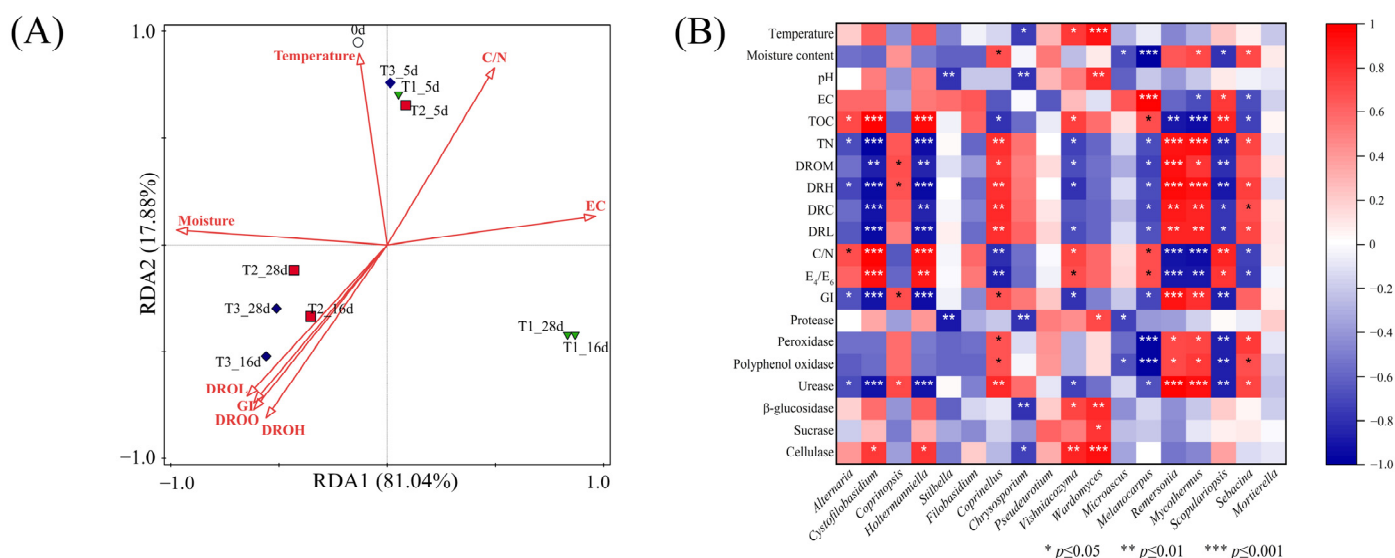 (A)
1.0
0d
Temperature
C/N
T3_5d
T1_5d
T2_5d
EC
Moisture
T2_28d
T3_28d
T2_16d
T1_28d
T1_16d
T3_16d
DROL
GI
DROO
DROH
RDA2 (17.88%)
−1.0
−1.0
RDA1 (81.04%)
1.0
(B)
Temperature
Moisture content
pH
EC
TOC
TN
DROM
DRH
DRC
DRL
C/N
E4/E6
GI
Protease
Peroxidase
Polyphenol oxidase
Urease
β-glucosidase
Sucrase
Cellulase
Alternaria
Cystofilobasidium
Coprinopsis
Holtermanniella
Stilbella
Filobasidium
Coprinellus
Chrysosporium
Pseudeurotium
Vishniacozyma
Wardomyces
Microascus
Melanocarpus
Remersonia
Mycothermus
Scopulariopsis
Sebacina
Mortierella
1
0.8
0.6
0.4
0.2
0
−0.2
−0.4
−0.6
−0.8
−1.0
* p≤0.05 ** p≤0.01 *** p≤0.001